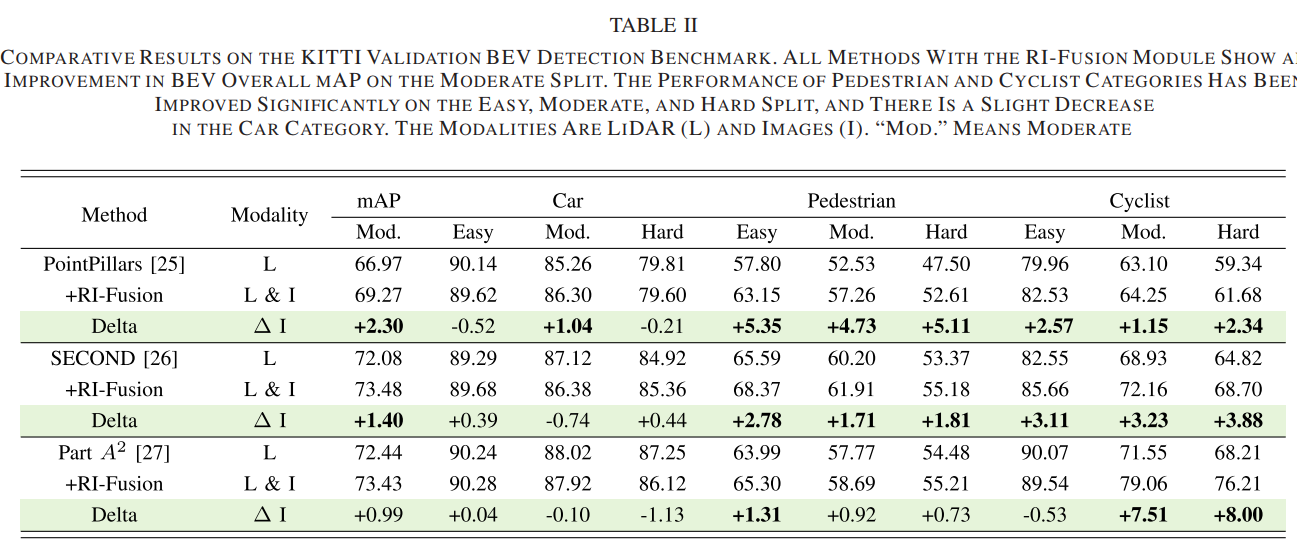 TABLE II
COMPARATIVE RESULTS ON THE KITTI VALIDATION BEV DETECTION BENCHMARK. ALL METHODS WITH THE RI-FUSION MODULE SHOW
IMPROVEMENT IN BEV OVERALL MAP ON THE MODERATE SPLIT. THE PERFORMANCE OF PEDESTRIAN AND CYCLIST CATEGORIES HAS BEEN
IMPROVED SIGNIFICANTLY ON THE EASY, MODERATE, AND HARD SPLIT, AND THERE IS A SLIGHT DECREASE
IN THE CAR CATEGORY. THE MODALITIES ARE LIDAR (L) AND IMAGES (I). “MOD.” MEANS MODERATE
Method Modality mAP Car Pedestrian Cyclist
Mod. Easy Mod. Hard Easy Mod. Hard Easy Mod. Hard
PointPillars [25] L 66.97 90.14 85.26 79.81 57.80 52.53 47.50 79.96 63.10 59.34
+RI-Fusion L & I 69.27 89.62 86.30 79.60 63.15 57.26 52.61 82.53 64.25 61.68
Delta Δ I +2.30 -0.52 +1.04 -0.21 +5.35 +4.73 +5.11 +2.57 +1.15 +2.34
SECOND [26] L 72.08 89.29 87.12 84.92 65.59 60.20 53.37 82.55 68.93 64.82
+RI-Fusion L & I 73.48 89.68 86.38 85.36 68.37 61.91 55.18 85.66 72.16 68.70
Delta Δ I +1.40 +0.39 -0.74 +0.44 +2.78 +1.71 +1.81 +3.11 +3.23 +3.88
Part A² [27] L 72.44 90.24 88.02 87.25 63.99 57.77 54.48 90.07 71.55 68.21
+RI-Fusion L & I 73.43 90.28 87.92 86.12 65.30 58.69 55.21 89.54 79.06 76.21
Delta Δ I +0.99 +0.04 -0.10 -1.13 +1.31 +0.92 +0.73 -0.53 +7.51 +8.00